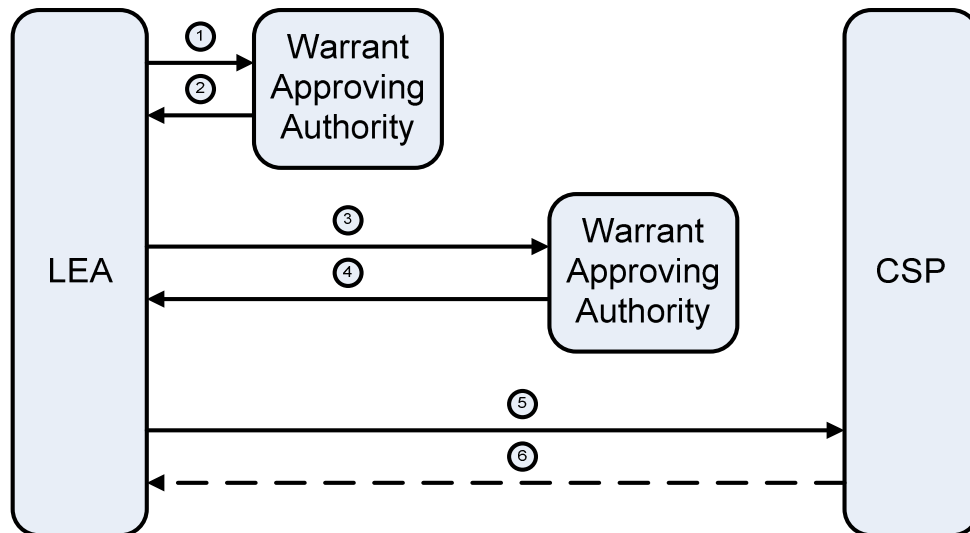 1
Warrant
Approving
Authority
2
3
Warrant
Approving
Authority
4
LEA
CSP
5
6